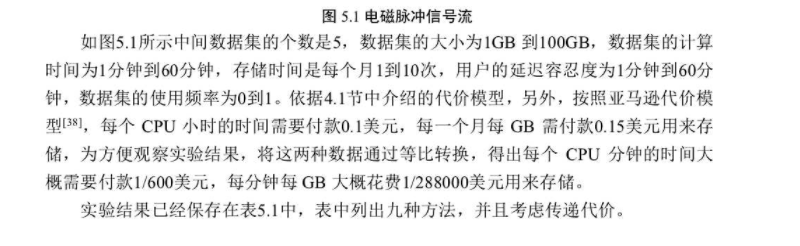 图 5.1 电磁脉冲信号流
如图5.1所示中间数据集的个数是5，数据集的大小为1GB 到100GB，数据集的计算
时间为1分钟到60分钟，存储时间是每个月1到10次，用户的延迟容忍度为1分钟到60分
钟，数据集的使用频率为0到1。依据4.1节中介绍的代价模型，另外，按照亚马逊代价模
型[38]，每个 CPU 小时的时间需要付款0.1美元，每一个月每 GB 需付款0.15美元用来存
储，为方便观察实验结果，将这两种数据通过等比转换，得出每个 CPU 分钟的时间大
概需要付款1/600美元，每分钟每 GB 大概花费1/288000美元用来存储。
实验结果已经保存在表5.1中，表中列出九种方法，并且考虑传递代价。